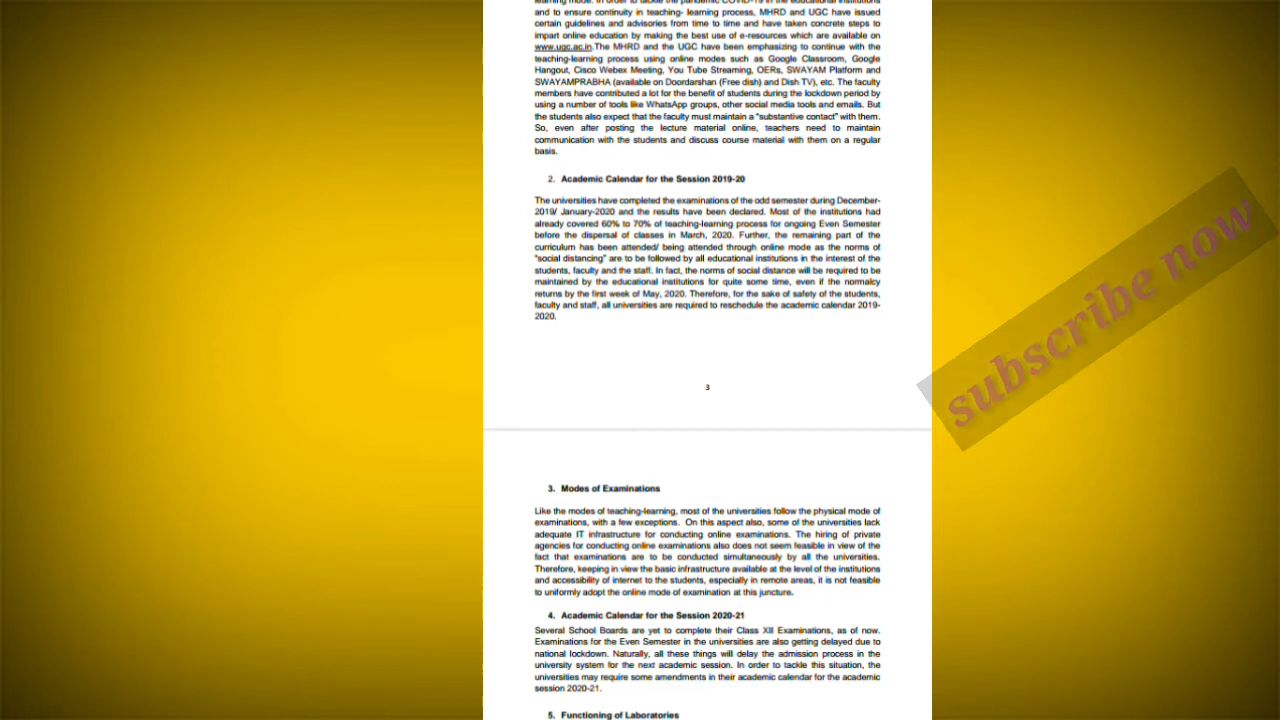 learning mode. In order to tackle the pandemic COVID-19 in the educational institutions
and to ensure continuity in teaching- learning process, MHRD and UGC have issued
certain guidelines and advisories from time to time and have taken concrete steps to
impart online education by making the best use of e-resources which are available on
www.ugc.ac.in.The MHRD and the UGC have been emphasizing to continue with the
teaching-learning process using online modes such as Google Classroom, Google
Hangout, Cisco Webex Meeting, You Tube Streaming, OERs, SWAYAM Platform and
SWAYAMPRABHA (available on Doordarshan (Free dish) and Dish TV), etc. The faculty
members have contributed a lot for the benefit of students during the lockdown period by
using a number of tools like WhatsApp groups, other social media tools and emails. But
the students also expect that the faculty must maintain a "substantive contact" with them.
So, even after posting the lecture material online, teachers need to maintain
communication with the students and discuss course material with them on a regular
basis.
2. Academic Calendar for the Session 2019-20
The universities have completed the examinations of the odd semester during December-
2019/ January-2020 and the results have been declared. Most of the institutions had
already covered 60% to 70% of teaching-learning process for ongoing Even Semester
before the dispersal of classes in March, 2020. Further, the remaining part of the
curriculum has been attended/ being attended through online mode as the norms of
"social distancing" are to be followed by all educational institutions in the interest of the
students, faculty and the staff. In fact, the norms of social distance will be required to be
maintained by the educational institutions for quite some time, even if the normalcy
returns by the first week of May, 2020. Therefore, for the sake of safety of the students,
faculty and staff, all universities are required to reschedule the academic calendar 2019-
2020.
3
subscribe now
3. Modes of Examinations
Like the modes of teaching-learning, most of the universities follow the physical mode of
examinations, with a few exceptions. On this aspect also, some of the universities lack
adequate IT infrastructure for conducting online examinations. The hiring of private
agencies for conducting online examinations also does not seem feasible in view of the
fact that examinations are to be conducted simultaneously by all the universities.
Therefore, keeping in view the basic infrastructure available at the level of the institutions
and accessibility of internet to the students, especially in remote areas, it is not feasible
to uniformly adopt the online mode of examination at this juncture.
4. Academic Calendar for the Session 2020-21
Several School Boards are yet to complete their Class XII Examinations, as of now.
Examinations for the Even Semester in the universities are also getting delayed due to
national lockdown. Naturally, all these things will delay the admission process in the
university system for the next academic session. In order to tackle this situation, the
universities may require some amendments in their academic calendar for the academic
session 2020-21.
5. Functioning of Laboratories